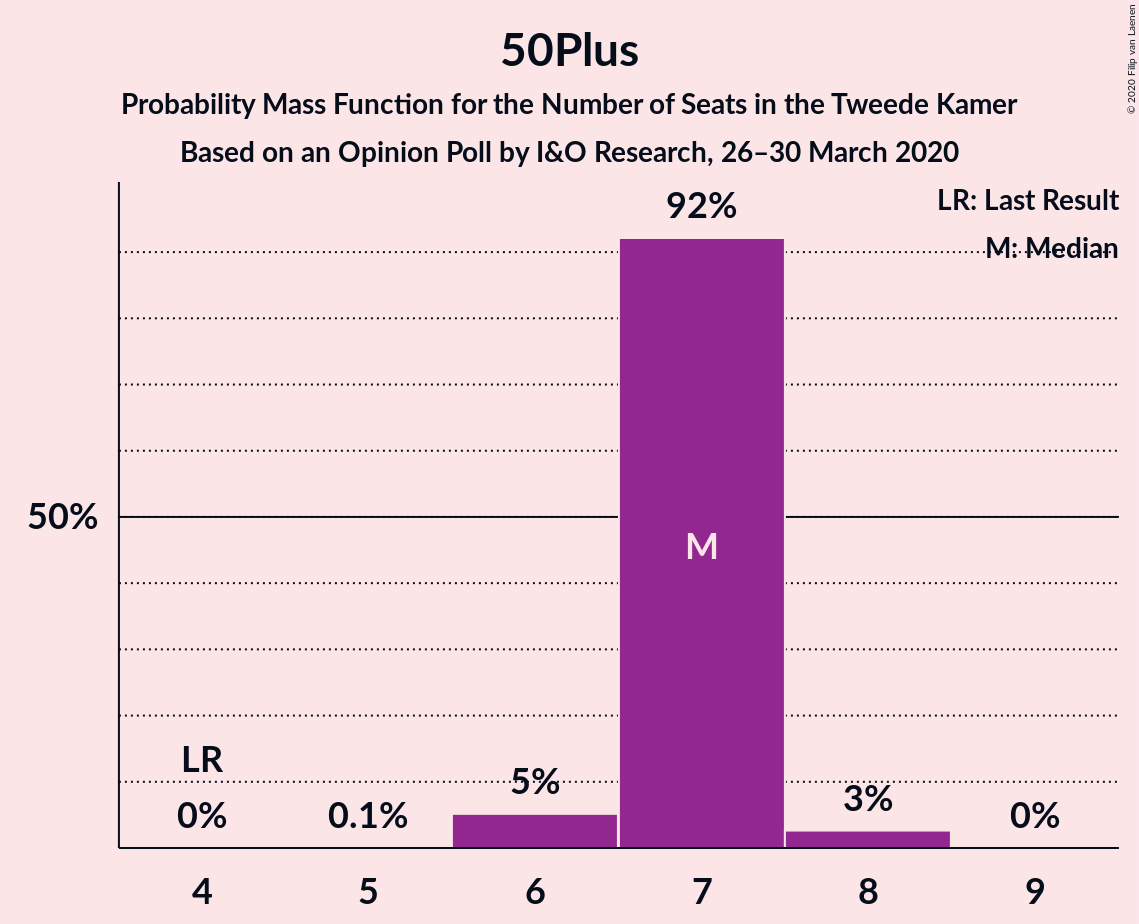 50Plus
Probability Mass Function for the Number of Seats in the Tweede Kamer
Based on an Opinion Poll by I&O Research, 26–30 March 2020
© 2020 Filip van Laenen
LR: Last Result
M: Median
92%
50%
M
LR
0%
0.1%
5%
3%
0%
4
5
6
7
8
9